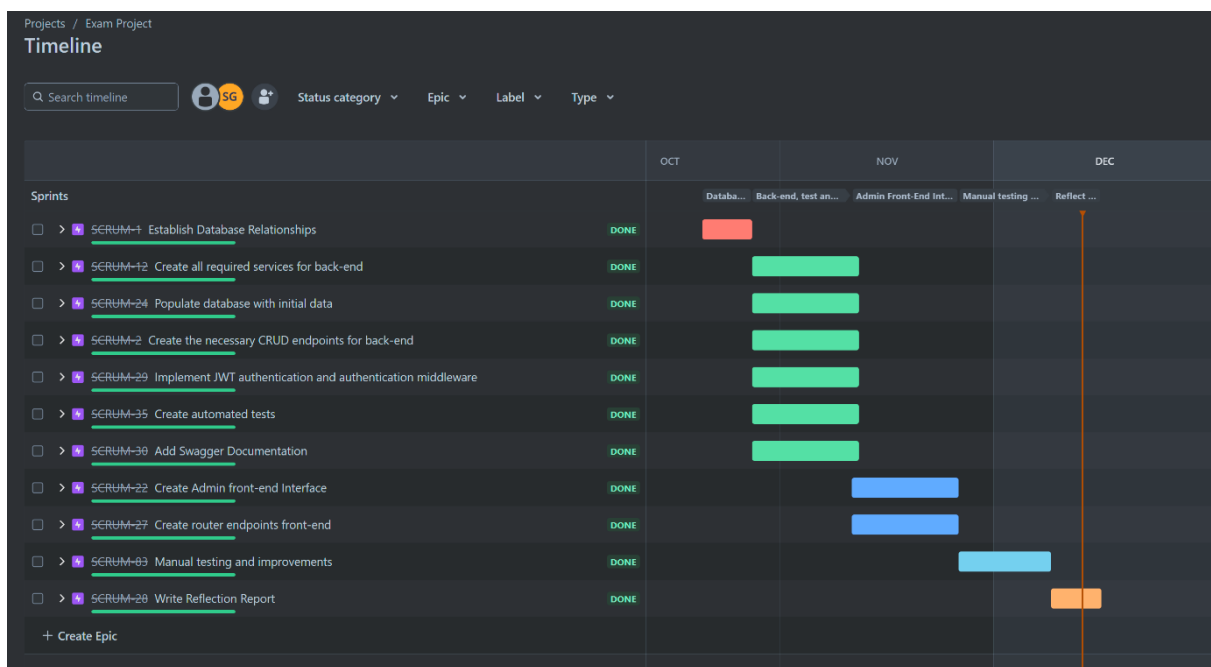 Projects / Exam Project
Timeline
Search timeline
SG
Status category
Epic
Label
Type
OCT NOV DEC
Sprints
Databa... Back-end, test an... Admin Front-End Int... Manual testing ... Reflect ...
SCRUM-1 Establish Database Relationships DONE
SCRUM-12 Create all required services for back-end DONE
SCRUM-24 Populate database with initial data DONE
SCRUM-2 Create the necessary CRUD endpoints for back-end DONE
SCRUM-29 Implement JWT authentication and authentication middleware DONE
SCRUM-35 Create automated tests DONE
SCRUM-30 Add Swagger Documentation DONE
SCRUM-22 Create Admin front-end Interface DONE
SCRUM-27 Create router endpoints front-end DONE
SCRUM-83 Manual testing and improvements DONE
SCRUM-28 Write Reflection Report DONE
+ Create Epic